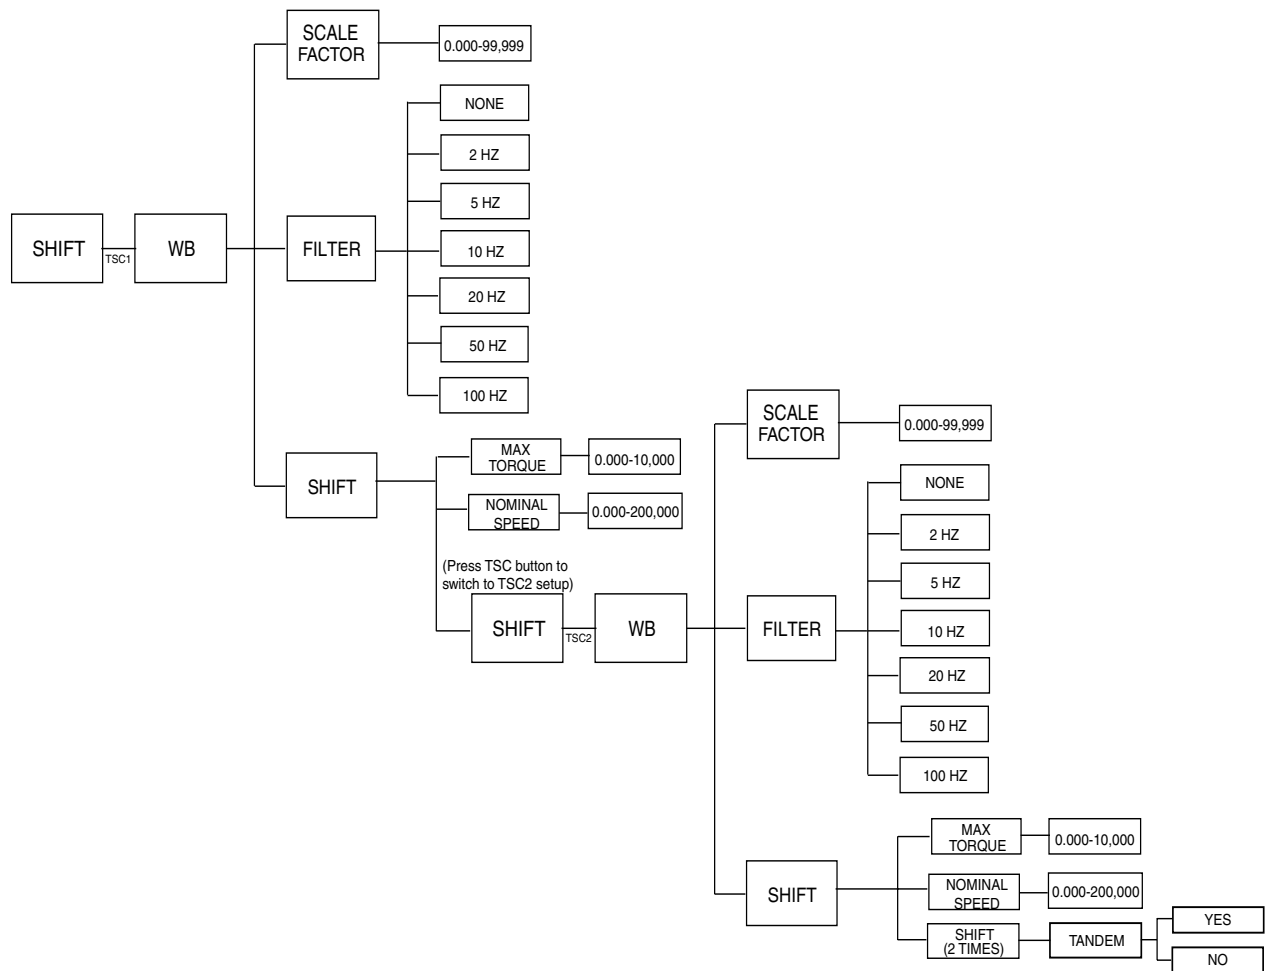 SCALE
FACTOR
0.000-99,999
NONE
2 HZ
5 HZ
SHIFT
TSC1
WB
FILTER
10 HZ
20 HZ
50 HZ
100 HZ
SHIFT
MAX
TORQUE
0.000-10,000
NOMINAL
SPEED
0.000-200,000
(Press TSC button to
switch to TSC2 setup)
SHIFT
TSC2
WB
SCALE
FACTOR
0.000-99,999
NONE
2 HZ
5 HZ
FILTER
10 HZ
20 HZ
50 HZ
100 HZ
SHIFT
MAX
TORQUE
0.000-10,000
NOMINAL
SPEED
0.000-200,000
SHIFT
(2 TIMES)
TANDEM
YES
NO